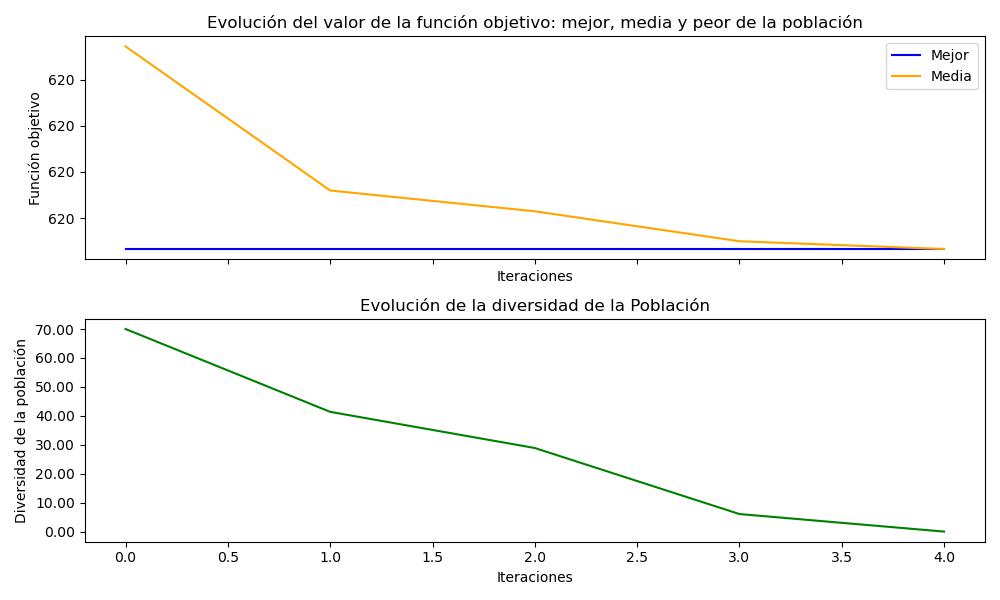 Evolución del valor de la función objetivo: mejor, media y peor de la población
Mejor
Media
620
620
620
620
Función objetivo
Iteraciones
Evolución de la diversidad de la Población
70.00
60.00
50.00
40.00
30.00
20.00
10.00
0.00
Diversidad de la población
0.0 0.5 1.0 1.5 2.0 2.5 3.0 3.5 4.0
Iteraciones